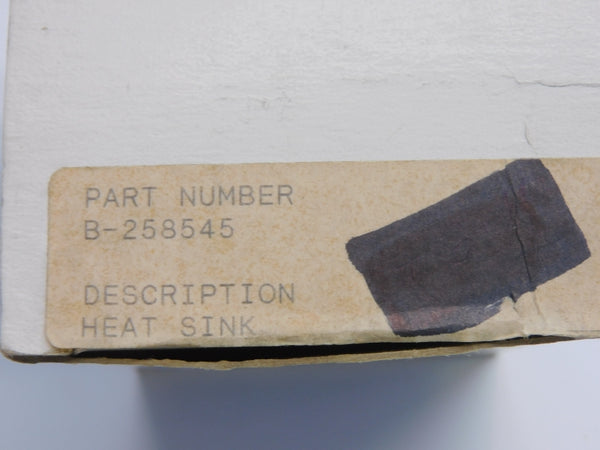 PART NUMBER
B-258545
DESCRIPTION
HEAT SINK